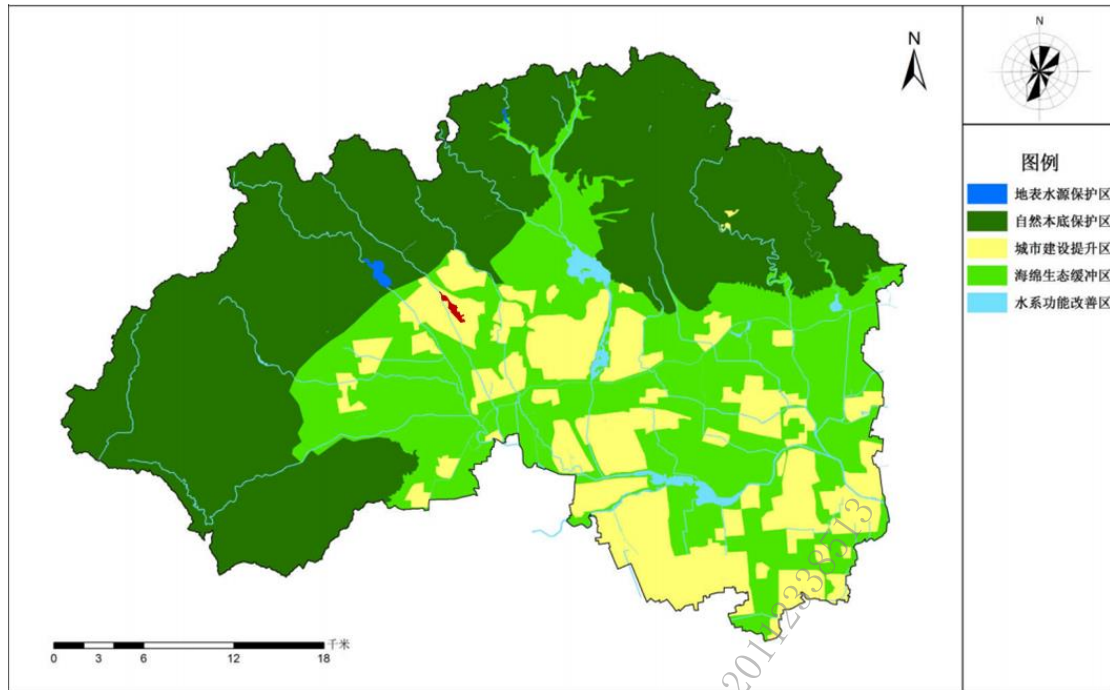 N
N
图例
地表水源保护区
自然本底保护区
城市建设提升区
海绵生态缓冲区
水系功能改善区
千米
0 3 6 12 18
201123338513